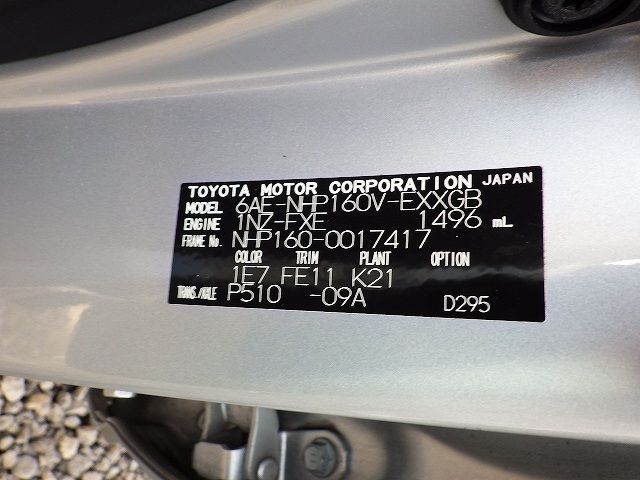 TOYOTA MOTOR CORPORATION JAPAN
MODEL 6AE-NHP160V-EXXGB
ENGINE 1NZ-FXE 1496 mL
FRAME No. NHP160-0017417
COLOR TRIM PLANT OPTION
1E7 FE11 K21
TRANS./AXLE P510 -09A D295